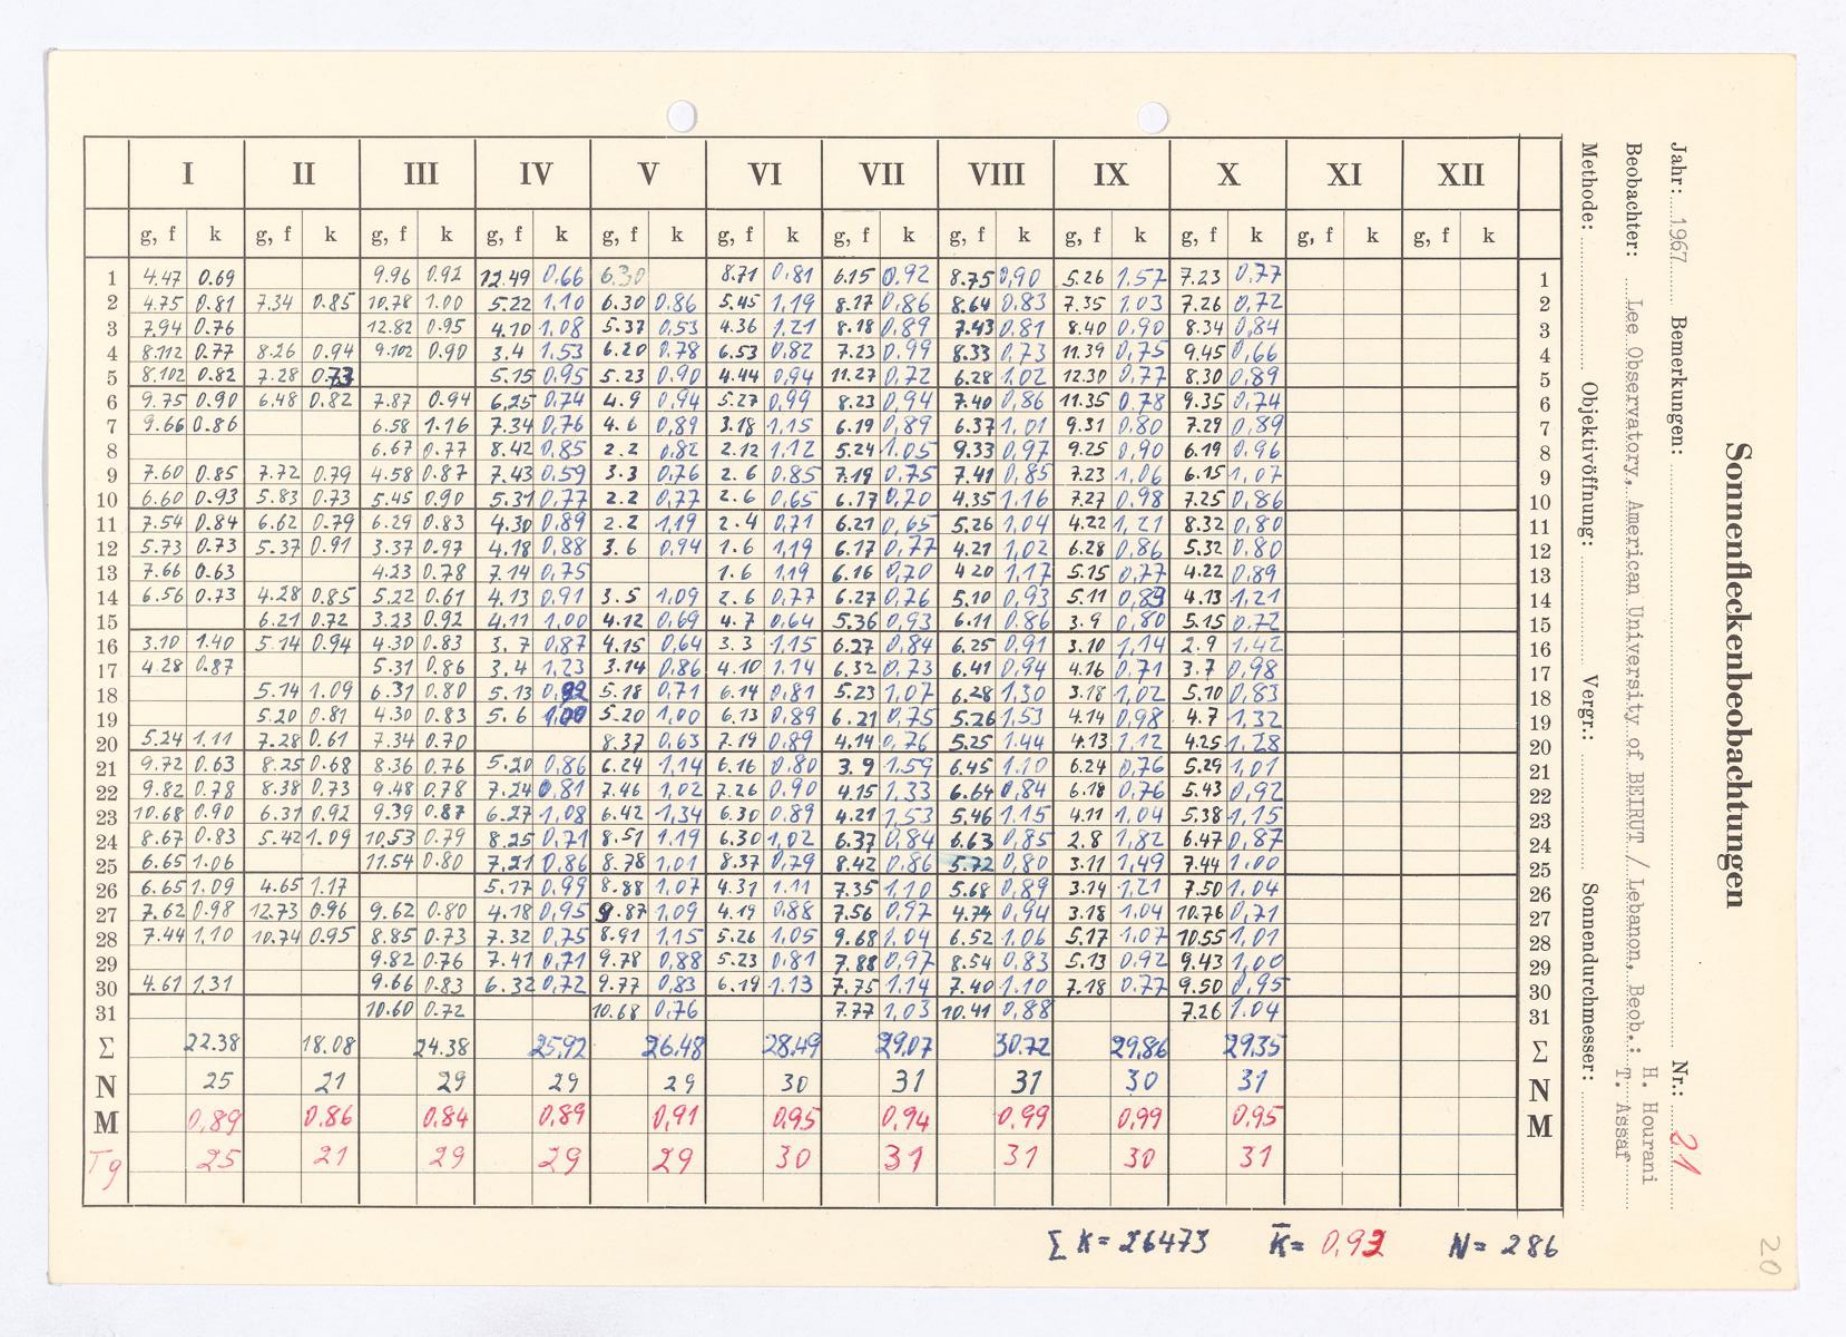 Sonnenfleckenbeobachtungen
Jahr: 1967 Bemerkungen: Nr.: 21
Beobachter: Lee Observatory, American University of BEIRUT / Lebanon, Beob.: H. Hourani
T. Assaf
Methode: Objektivöffnung: Vergr.: Sonnendurchmesser:
I II III IV V VI VII VIII IX X XI XII
g, f k g, f k g, f k g, f k g, f k g, f k g, f k g, f k g, f k g, f k g, f k g, f k
1 4.47 0.69 9.96 0.92 12.49 0,66 6.30 8.71 0,81 6.15 0,92 8.75 0,90 5.26 1,57 7.23 0,77 1
2 4.75 0.81 7.34 0.85 10.78 1.00 5.22 1,10 6.30 0,86 5.45 1,19 8.17 0,86 8.64 0,83 7.35 1,03 7.26 0,72 2
3 7.94 0.76 12.82 0.95 4.10 1,08 5.37 0,53 4.36 1,21 8.18 0,89 7.43 0,81 8.40 0,90 8.34 0,84 3
4 8.112 0.77 8.26 0.94 9.102 0.90 3.4 1,53 6.20 0,78 6.53 0,82 7.23 0,99 8.33 0,73 11.39 0,75 9.45 0,66 4
5 8.102 0.82 7.28 0.73 5.15 0,95 5.23 0,90 4.44 0,94 11.27 0,72 6.28 1,02 12.30 0,77 8.30 0,89 5
6 9.75 0.90 6.48 0.82 7.87 0.94 6.25 0,74 4.9 0,94 5.27 0,99 8.23 0,94 7.40 0,86 11.35 0.78 9.35 0,74 6
7 9.66 0.86 6.58 1.16 7.34 0,76 4.6 0,89 3.18 1,15 6.19 0,89 6.37 1,01 9.31 0.80 7.29 0,89 7
8 6.67 0.77 8.42 0,85 2.2 0,82 2.12 1,12 5.24 1,05 9.33 0,97 9.25 0,90 6.19 0,96 8
9 7.60 0.85 7.72 0.79 4.58 0.87 7.43 0,59 3.3 0,76 2.6 0,85 7.19 0,75 7.41 0,85 7.23 1,06 6.15 1,07 9
10 6.60 0.93 5.83 0.73 5.45 0.90 5.31 0,77 2.2 0,77 2.6 0,65 6.17 0,70 4.35 1.16 7.27 0,98 7.25 0,86 10
11 7.54 0.84 6.62 0.79 6.29 0.83 4.30 0,89 2.2 1,19 2.4 0,71 6.21 0,65 5.26 1,04 4.22 1,21 8.32 0,80 11
12 5.73 0.73 5.37 0.91 3.37 0.97 4.18 0,88 3.6 0,94 1.6 1,19 6.17 0,77 4.21 1,02 6.28 0,86 5.32 0,80 12
13 7.66 0.63 4.23 0.78 7.14 0,75 1.6 1,19 6.16 0,70 4 20 1,17 5.15 0,77 4.22 0,89 13
14 6.56 0.73 4.28 0.85 5.22 0.61 4.13 0,91 3.5 1,09 2.6 0,77 6.27 0,76 5.10 0,93 5.11 0,89 4.13 1,21 14
15 6.21 0.72 3.23 0.92 4.11 1,00 4.12 0,69 4.7 0,64 5.36 0,93 6.11 0.86 3.9 0,80 5.15 0.72 15
16 3.10 1.40 5.14 0.94 4.30 0.83 3.7 0,87 4.15 0,64 3.3 1,15 6.27 0,84 6.25 0,91 3.10 1,14 2.9 1,42 16
17 4.28 0.87 5.31 0.86 3.4 1,23 3.14 0,86 4.10 1.14 6.32 0,73 6.41 0,94 4.16 0,71 3.7 0,98 17
18 5.14 1.09 6.31 0.80 5.13 0,92 5.18 0,71 6.14 0,81 5.23 1,07 6.28 1,30 3.18 1,02 5.10 0,83 18
19 5.20 0.81 4.30 0.83 5.6 1,00 5.20 1,00 6.13 0,89 6.21 0,75 5.26 1,53 4.14 0,98 4.7 1,32 19
20 5.24 1.11 7.28 0.61 7.34 0.70 8.37 0,63 7.19 0,89 4.14 0,76 5.25 1.44 4.13 1,12 4.25 1,28 20
21 9.72 0.63 8.25 0.68 8.36 0.76 5.20 0,86 6.24 1,14 6.16 0,80 3.9 1,59 6.45 1.10 6.24 0,76 5.29 1,01 21
22 9.82 0.78 8.38 0.73 9.48 0.78 7.24 0,81 7.46 1,02 7.26 0,90 4.15 1,33 6.64 0,84 6.18 0,76 5.43 0,92 22
23 10.68 0.90 6.31 0.92 9.39 0.87 6.27 1,08 6.42 1,34 6.30 0.89 4.21 1,53 5.46 1.15 4.11 1,04 5.38 1,15 23
24 8.67 0.83 5.42 1.09 10.53 0.79 8.25 0,71 8.51 1.19 6.30 1,02 6.37 0,84 6.63 0,85 2.8 1,82 6.47 0,87 24
25 6.65 1.06 11.54 0.80 7.21 0,86 8.78 1,01 8.37 0,79 8.42 0,86 5.72 0,80 3.11 1,49 7.44 1.00 25
26 6.65 1.09 4.65 1.17 5.17 0,99 8.88 1,07 4.31 1.11 7.35 1,10 5.68 0,89 3.14 1,21 7.50 1,04 26
27 7.62 0.98 12.73 0.96 9.62 0.80 4.18 0,95 9.87 1,09 4.19 0,88 7.56 0,97 4.74 0,94 3.18 1,04 10.76 0,71 27
28 7.44 1,10 10.74 0.95 8.85 0.73 7.32 0,75 8.91 1,15 5.26 1,05 9.68 1,04 6.52 1,06 5.17 1,07 10.55 1,01 28
29 9.82 0.76 7.41 0,71 9.78 0,88 5.23 0.81 7.88 0,97 8.54 0,83 5.13 0,92 9.43 1,00 29
30 4.61 1,31 9.66 0.83 6.32 0,72 9.77 0,83 6.19 1.13 7.75 1,14 7.40 1.10 7.18 0.77 9.50 0,95 30
31 10.60 0.72 10.68 0,76 7.77 1,03 10.41 0,88 7.26 1.04 31
Σ 22.38 18.08 24.38 25,92 26,48 28,49 29,07 30.72 29,86 29,35 Σ
N 25 21 29 29 29 30 31 31 30 31 N
M 0,89 0.86 0,84 0,89 0,91 0,95 0,94 0,99 0,99 0,95 M
Tg 25 21 29 29 29 30 31 31 30 31
Σ K = 26473 K̄ = 0,93 N = 286
20